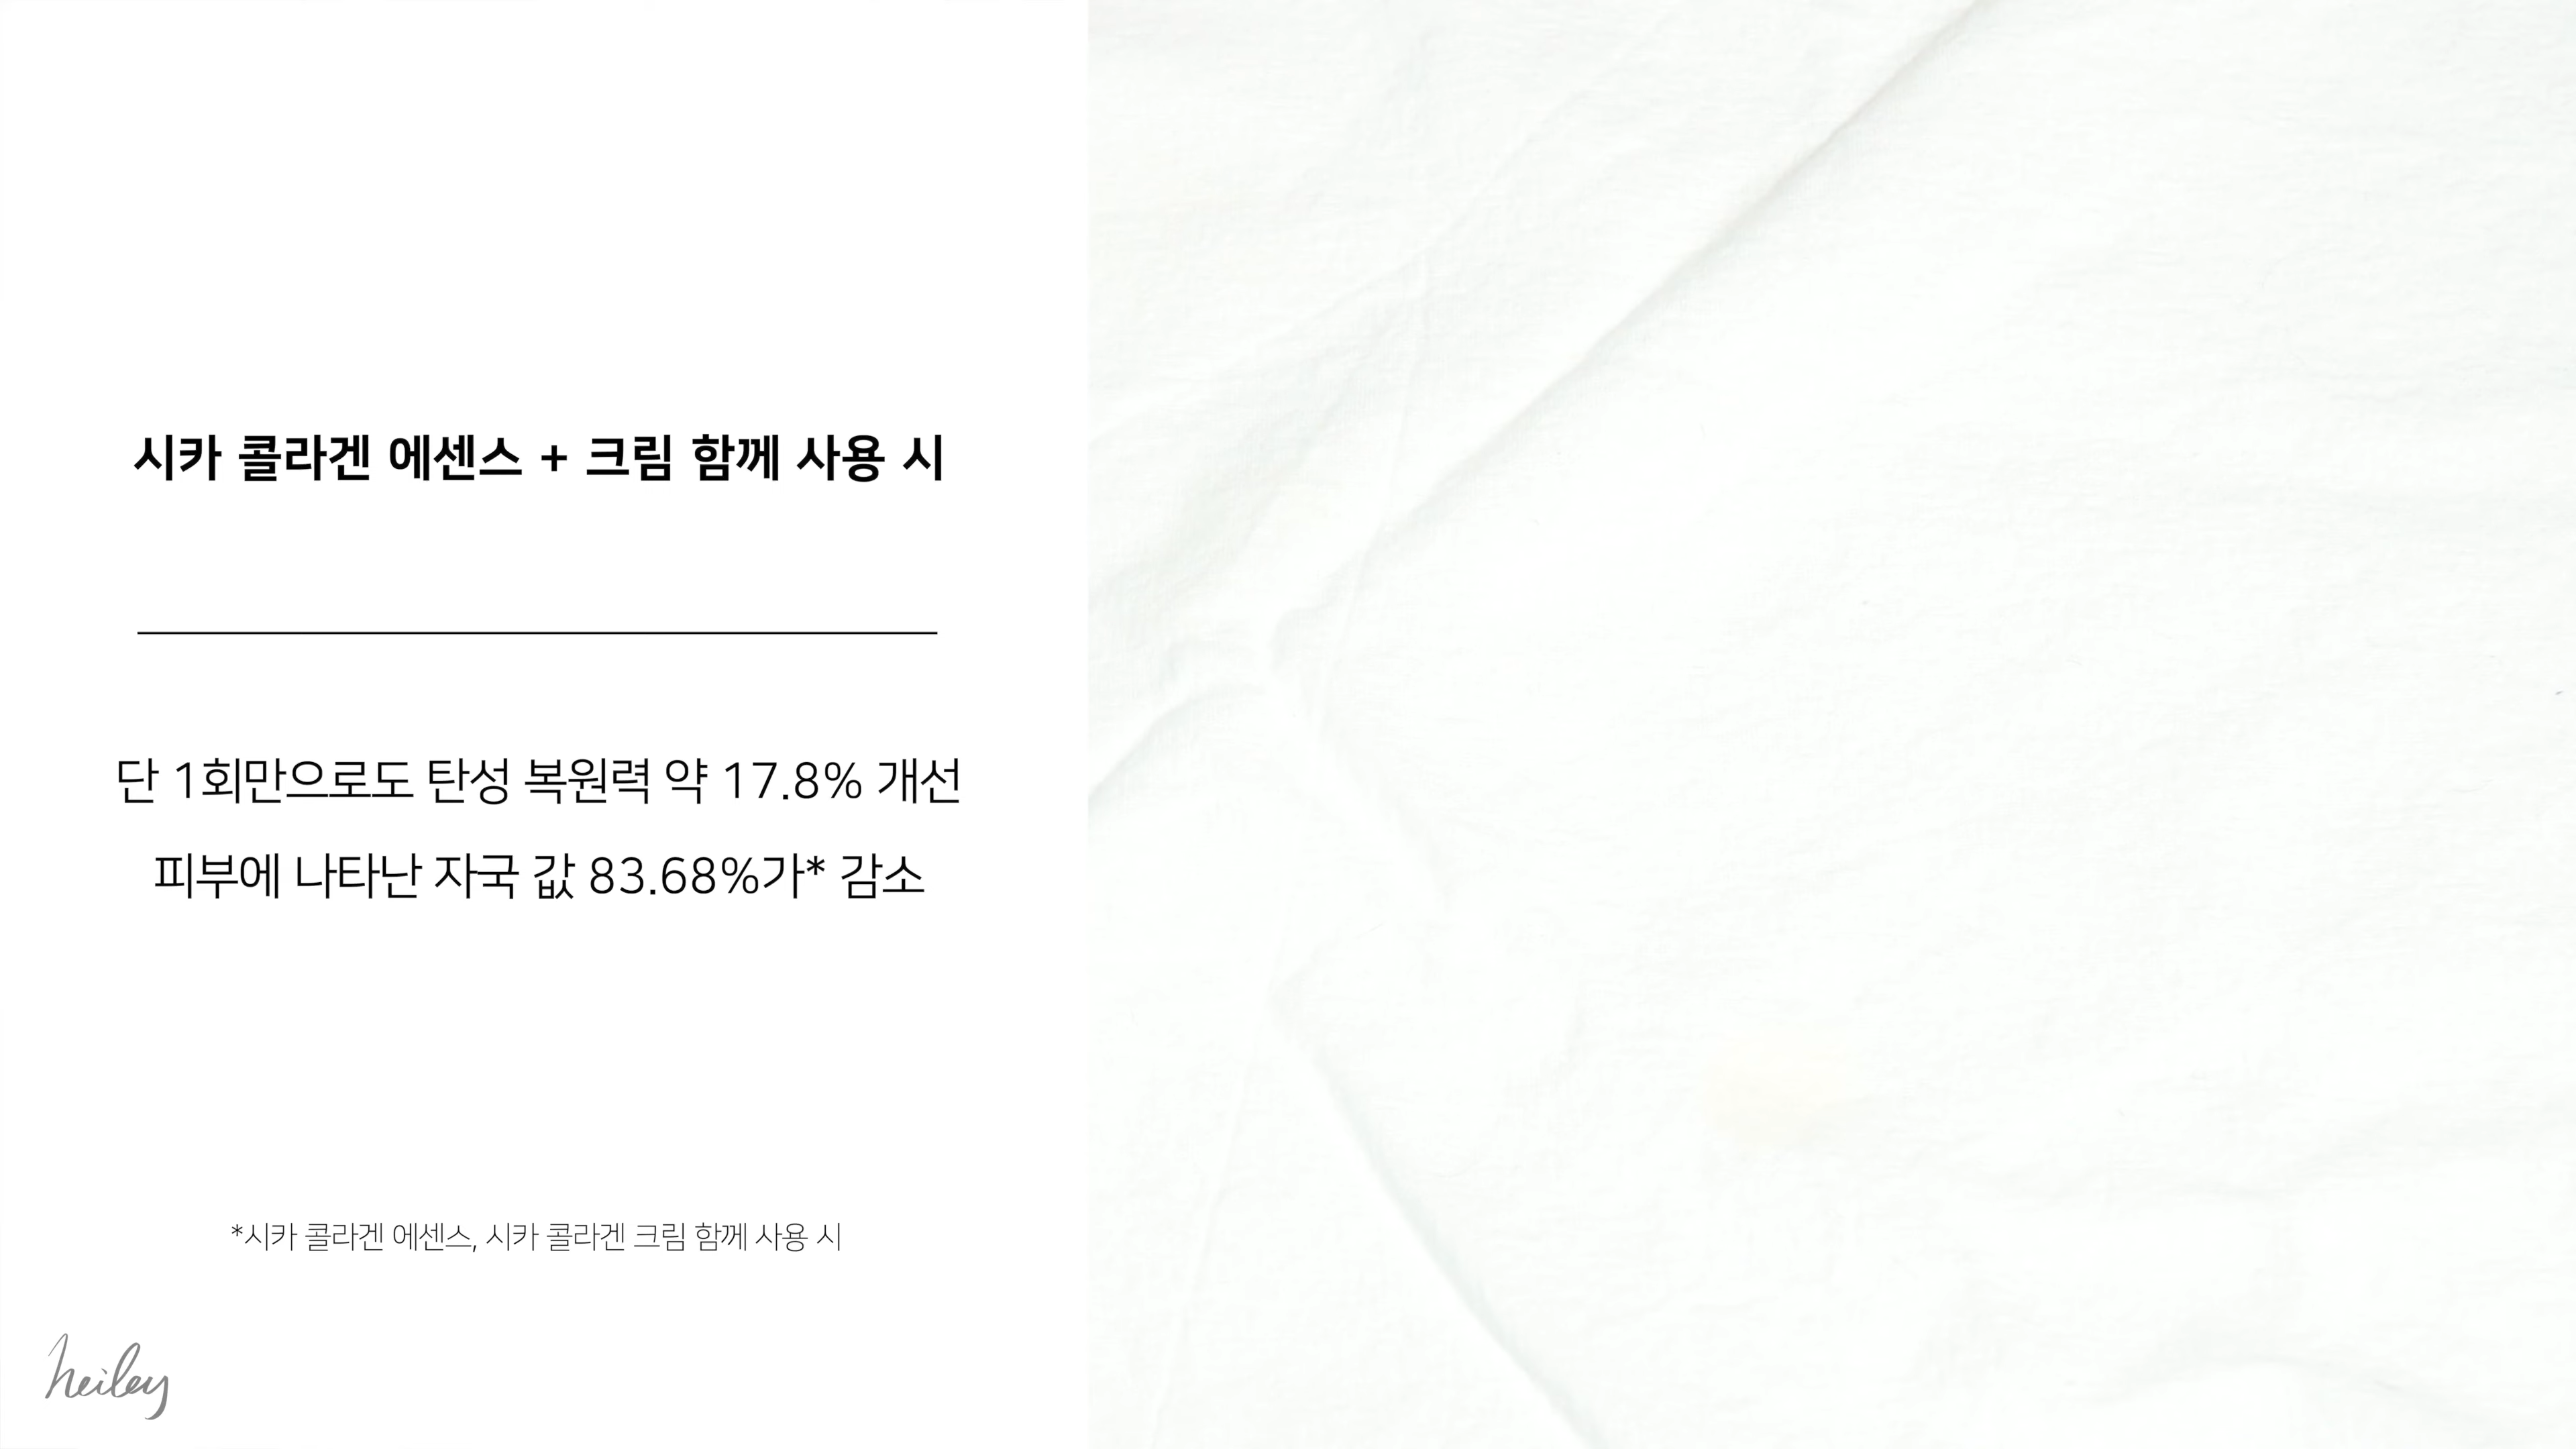 시카 콜라겐 에센스 + 크림 함께 사용 시
단 1회만으로도 탄성 복원력 약 17.8% 개선
피부에 나타난 자국 값 83.68%가* 감소
*시카 콜라겐 에센스, 시카 콜라겐 크림 함께 사용 시
heiley